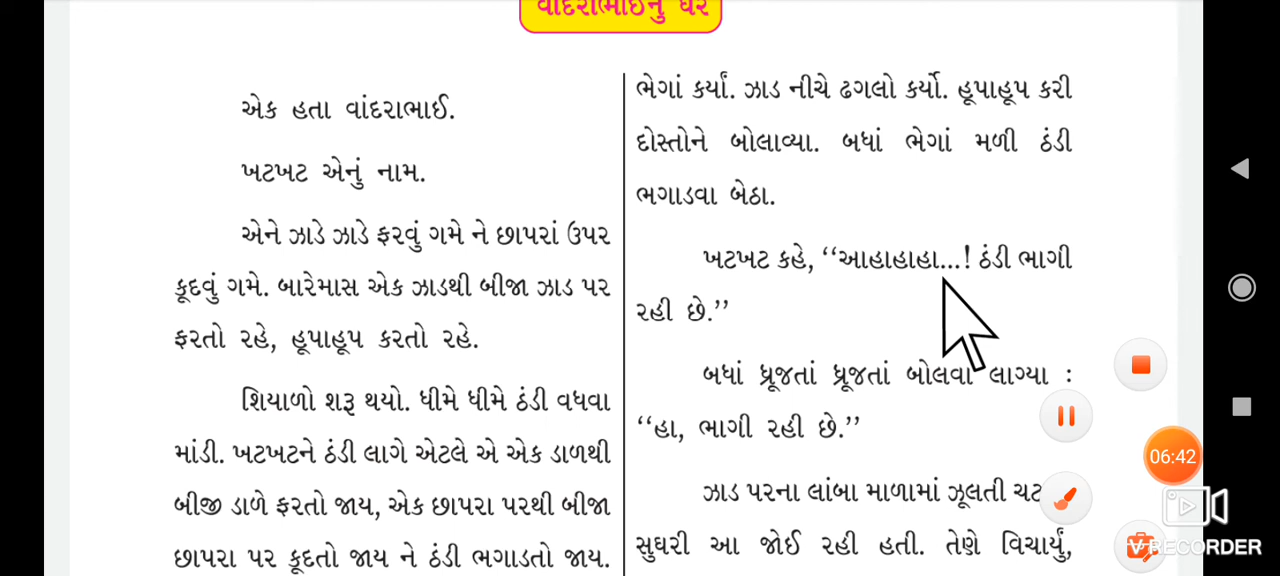 વાંદરાભાઈનું ઘર
એક હતા વાંદરાભાઈ.
ખટખટ એનું નામ.
એને ઝાડે ઝાડે ફરવું ગમે ને છાપરાં ઉપર
કૂદવું ગમે. બારેમાસ એક ઝાડથી બીજા ઝાડ પર
ફરતો રહે, હૂપાહૂપ કરતો રહે.
શિયાળો શરૂ થયો. ધીમે ધીમે ઠંડી વધવા
માંડી. ખટખટને ઠંડી લાગે એટલે એ એક ડાળથી
બીજી ડાળે ફરતો જાય, એક છાપરા પરથી બીજા
છાપરા પર કૂદતો જાય ને ઠંડી ભગાડતો જાય.
ભેગાં કર્યાં. ઝાડ નીચે ઢગલો કર્યો. હૂપાહૂપ કરી
દોસ્તોને બોલાવ્યા. બધાં ભેગાં મળી ઠંડી
ભગાડવા બેઠા.
ખટખટ કહે, ‘‘આહાહાહા...! ઠંડી ભાગી
રહી છે.’’
બધાં ધ્રૂજતાં ધ્રૂજતાં બોલવા લાગ્યા :
‘‘હા, ભાગી રહી છે.’’
ઝાડ પરના લાંબા માળામાં ઝૂલતી
સુઘરી આ જોઈ રહી હતી. તેણે વિચાર્યું,
06:42
RECORDER